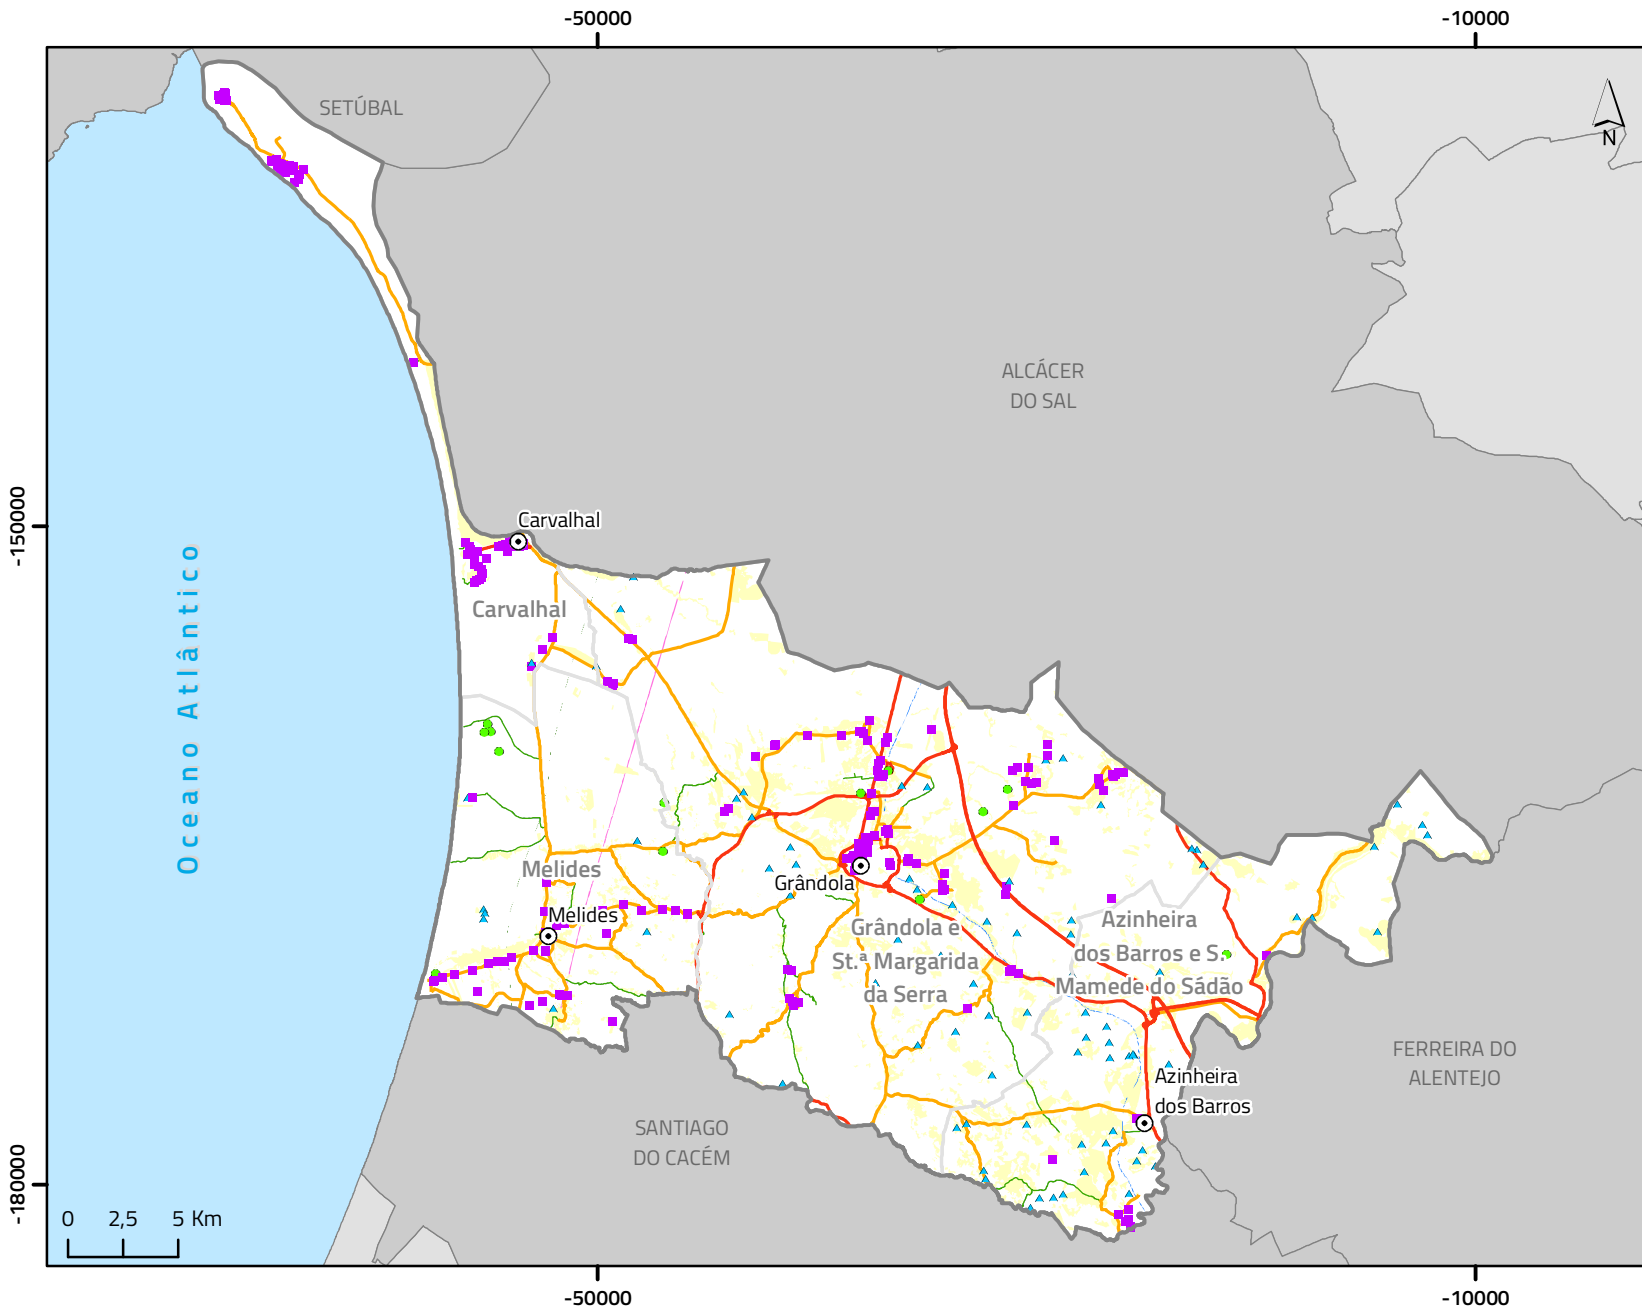 -50000
-10000
SETÚBAL
N
ALCÁCER
DO SAL
-150000
Carvalhal
Oceano Atlântico
Carvalhal
Melides
Grândola
Melides
Azinheira
dos Barros e S.
Mamede do Sádão
Grândola e
St.ª Margarida
da Serra
FERREIRA DO
ALENTEJO
Azinheira
dos Barros
SANTIAGO
DO CACÉM
-180000
0 2,5 5 Km
-50000
-10000